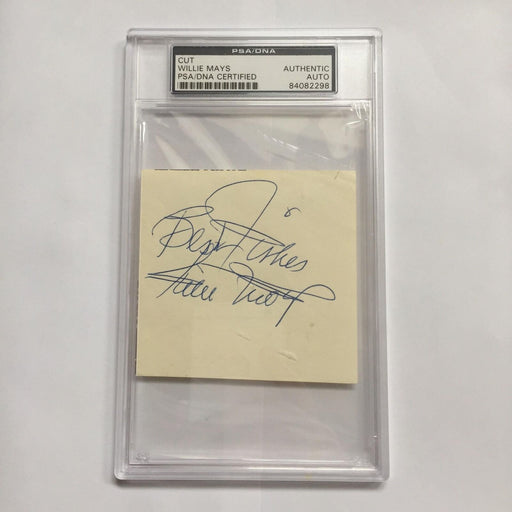 PSA/DNA
CUT
WILLIE MAYS AUTHENTIC
PSA/DNA CERTIFIED AUTO
84082298
Best Wishes
Willie Mays